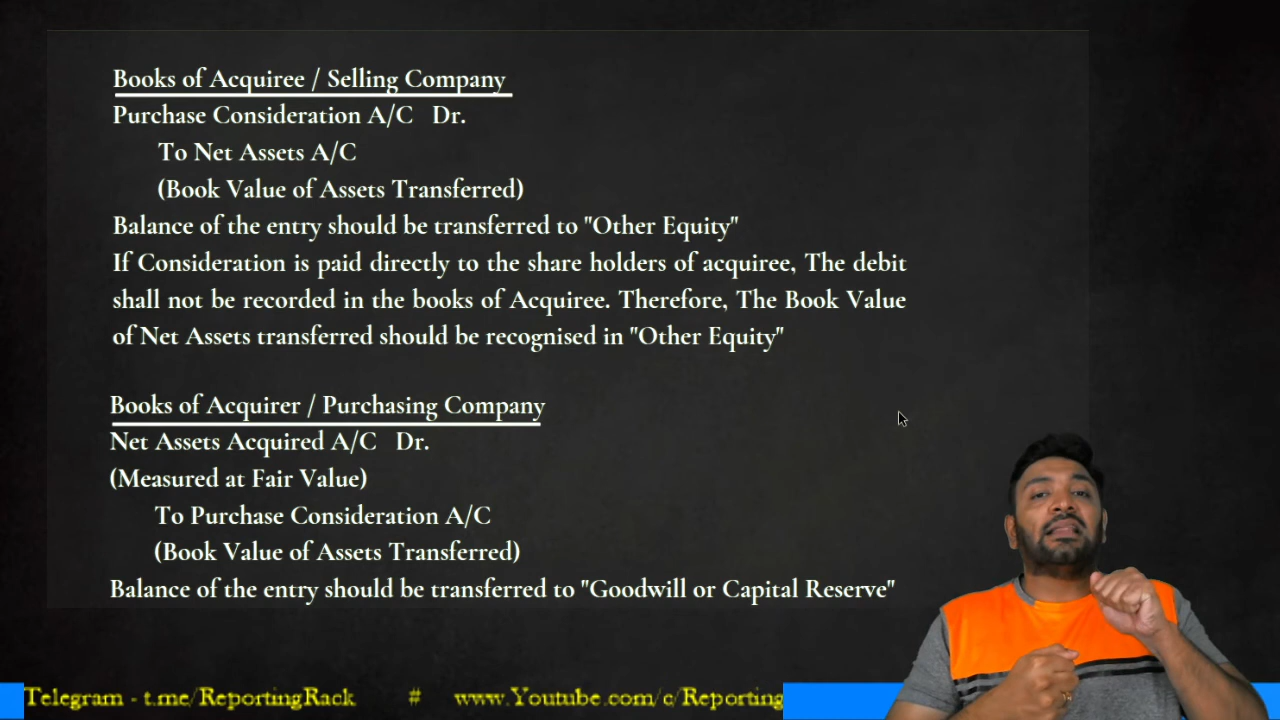 Books of Acquiree / Selling Company
Purchase Consideration A/C Dr.
To Net Assets A/C
(Book Value of Assets Transferred)
Balance of the entry should be transferred to "Other Equity"
If Consideration is paid directly to the share holders of acquiree, The debit
shall not be recorded in the books of Acquiree. Therefore, The Book Value
of Net Assets transferred should be recognised in "Other Equity"
Books of Acquirer / Purchasing Company
Net Assets Acquired A/C Dr.
(Measured at Fair Value)
To Purchase Consideration A/C
(Book Value of Assets Transferred)
Balance of the entry should be transferred to "Goodwill or Capital Reserve"
Telegram - t.me/ReportingRack # www.Youtube.com/c/Reporting